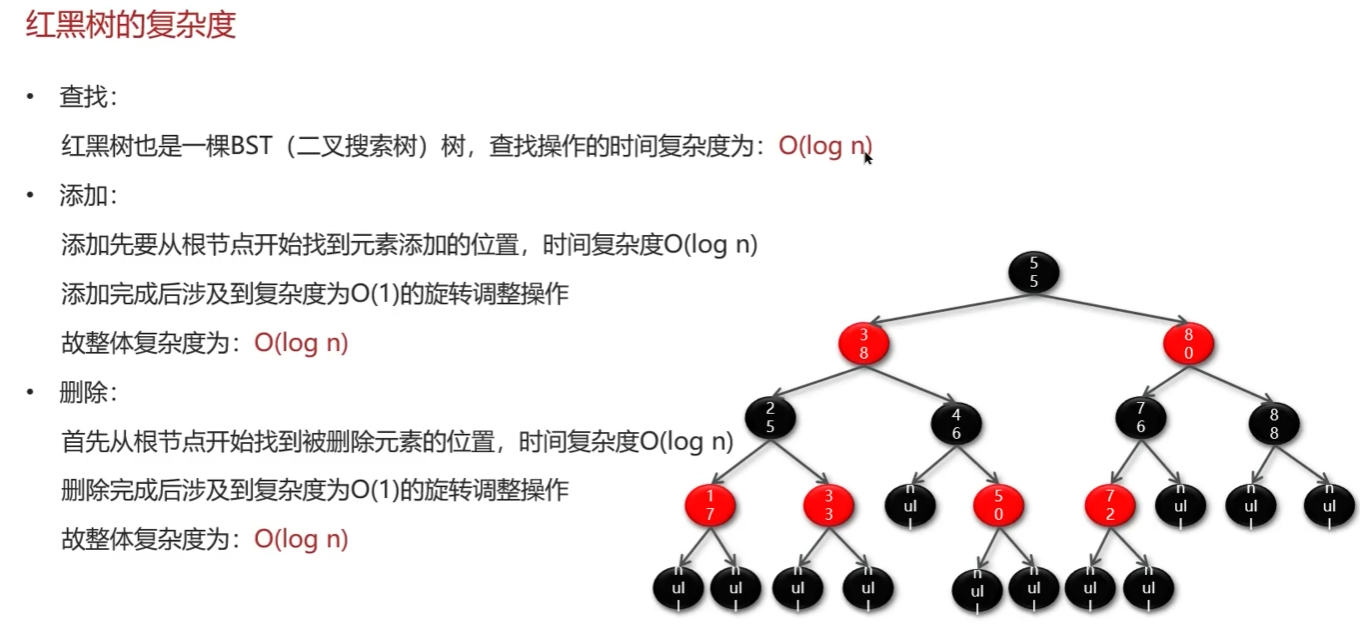 红黑树的复杂度
• 查找：
红黑树也是一棵BST（二叉搜索树）树，查找操作的时间复杂度为：O(log n)
• 添加：
添加先要从根节点开始找到元素添加的位置，时间复杂度O(log n)
添加完成后涉及到复杂度为O(1)的旋转调整操作
故整体复杂度为：O(log n)
• 删除：
首先从根节点开始找到被删除元素的位置，时间复杂度O(log n)
删除完成后涉及到复杂度为O(1)的旋转调整操作
故整体复杂度为：O(log n)
55
38 80
25 46 76 88
17 33 null 50 72 null null null
null null null null null null null null